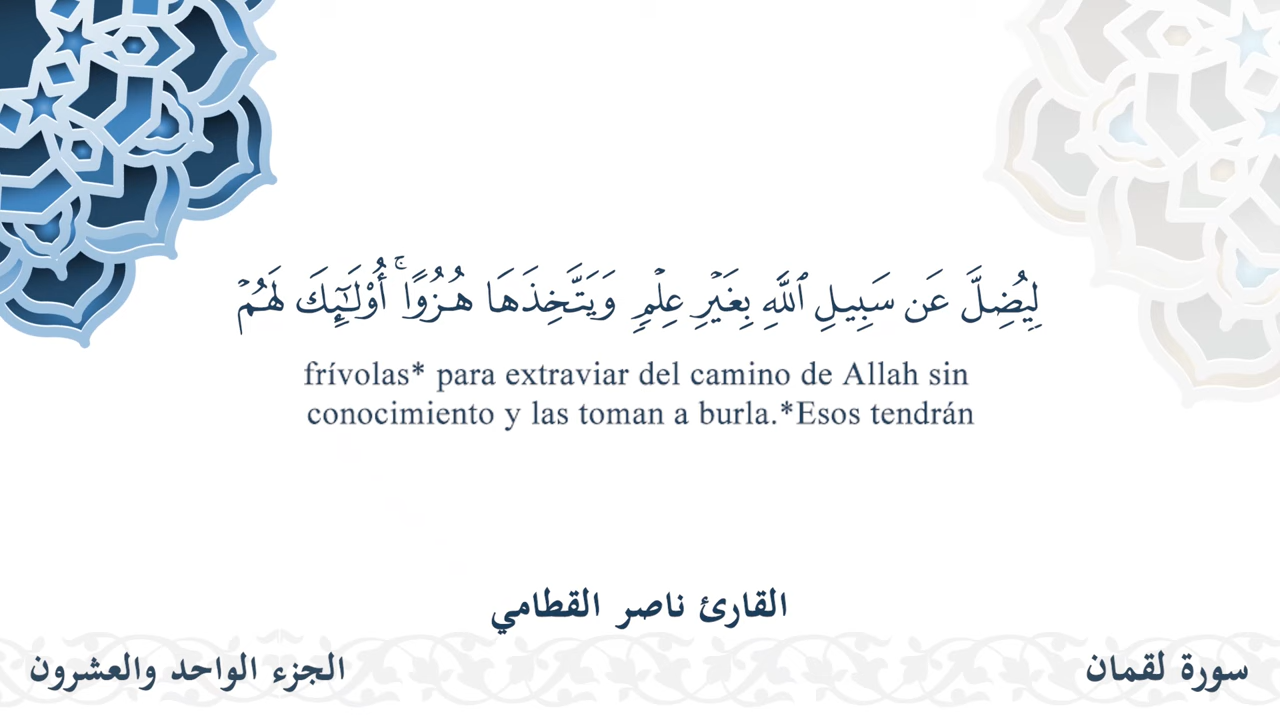 لِيُضِلَّ عَن سَبِيلِ ٱللَّهِ بِغَيْرِ عِلْمٍ وَيَتَّخِذَهَا هُزُوًا ۚ أُو۟لَـٰٓئِكَ لَهُمْ
frívolas* para extraviar del camino de Allah sin
conocimiento y las toman a burla.*Esos tendrán
القارئ ناصر القطامي
سورة لقمان
الجزء الواحد والعشرون